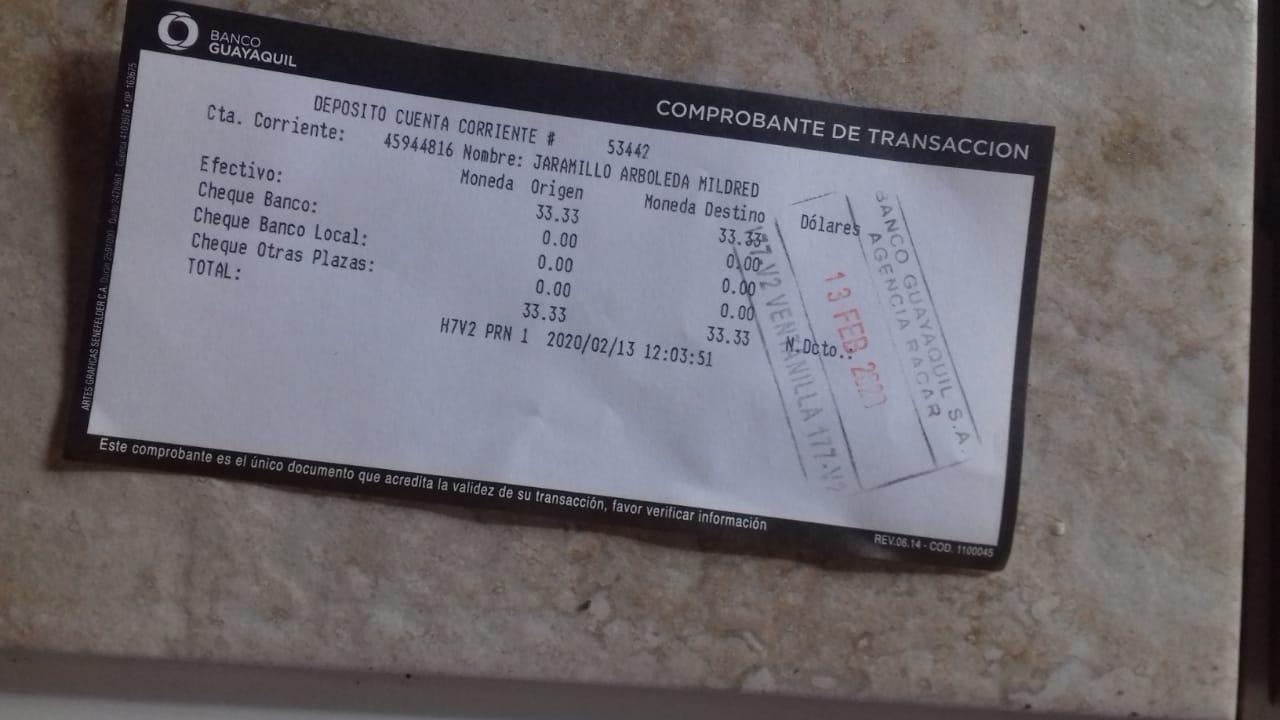 BANCO
GUAYAQUIL
COMPROBANTE DE TRANSACCION
DEPOSITO CUENTA CORRIENTE # 53442
Cta. Corriente: 45944816 Nombre: JARAMILLO ARBOLEDA MILDRED
Moneda Origen Moneda Destino Dólares
Efectivo: 33.33 33.33
Cheque Banco: 0.00 0.00
Cheque Banco Local: 0.00 0.00
Cheque Otras Plazas: 0.00 0.00
TOTAL: 33.33 33.33 N.Dcto.:
H7V2 PRN 1 2020/02/13 12:03:51
BANCO GUAYAQUIL S.A.
AGENCIA RACAR
13 FEB 2020
177-V2 VENTANILLA 177-V2
Este comprobante es el único documento que acredita la validez de su transacción, favor verificar información
REV.06.14 - COD. 1100045
ARTES GRAFICAS SENEFELDER C.A.